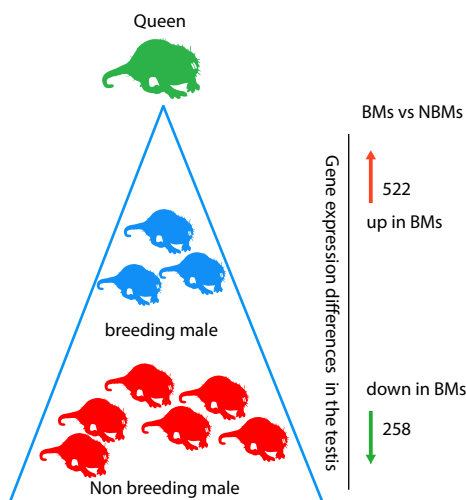 Queen
BMs vs NBMs
522
up in BMs
Gene expression differences in the testis
breeding male
down in BMs
258
Non breeding male